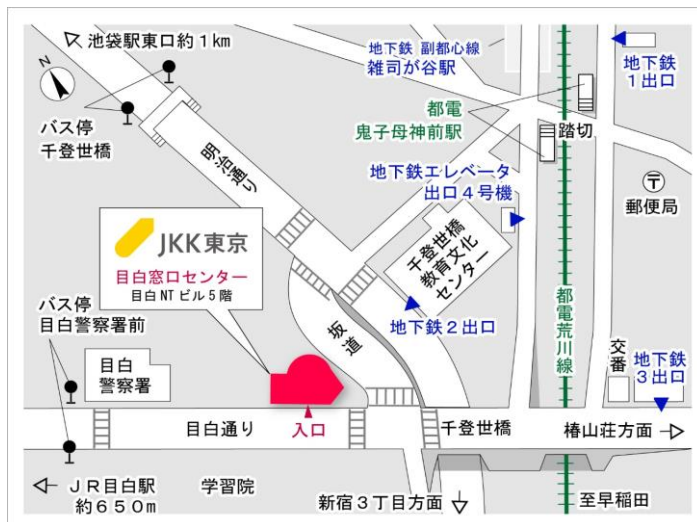 池袋駅東口約１km
N
バス停
千登世橋
明治通り
地下鉄 副都心線
雑司が谷駅
地下鉄
１出口
都電
鬼子母神前駅
踏切
地下鉄エレベータ
出口４号機
〒
郵便局
JKK東京
目白窓口センター
目白NTビル５階
千登世橋
教育文化
センター
地下鉄２出口
坂道
都電荒川線
バス停
目白警察署前
目白
警察署
交番
地下鉄
３出口
目白通り
入口
千登世橋
椿山荘方面
ＪＲ目白駅
約６５０m
学習院
新宿３丁目方面
至早稲田